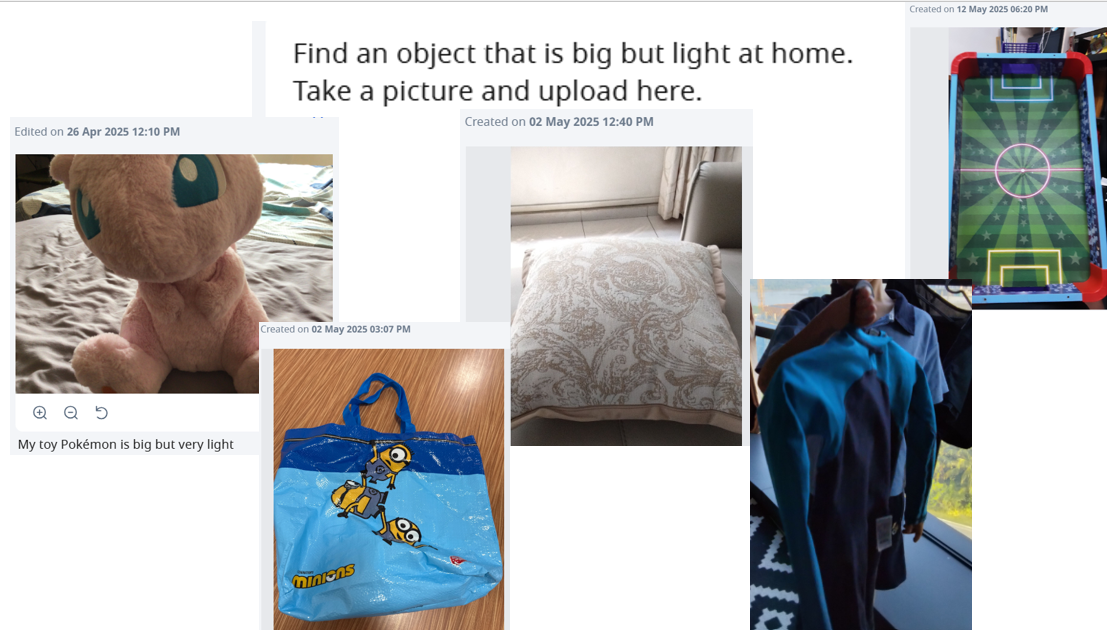 Created on 12 May 2025 06:20 PM
Find an object that is big but light at home.
Take a picture and upload here.
Edited on 26 Apr 2025 12:10 PM
Created on 02 May 2025 12:40 PM
Created on 02 May 2025 03:07 PM
My toy Pokémon is big but very light
minions